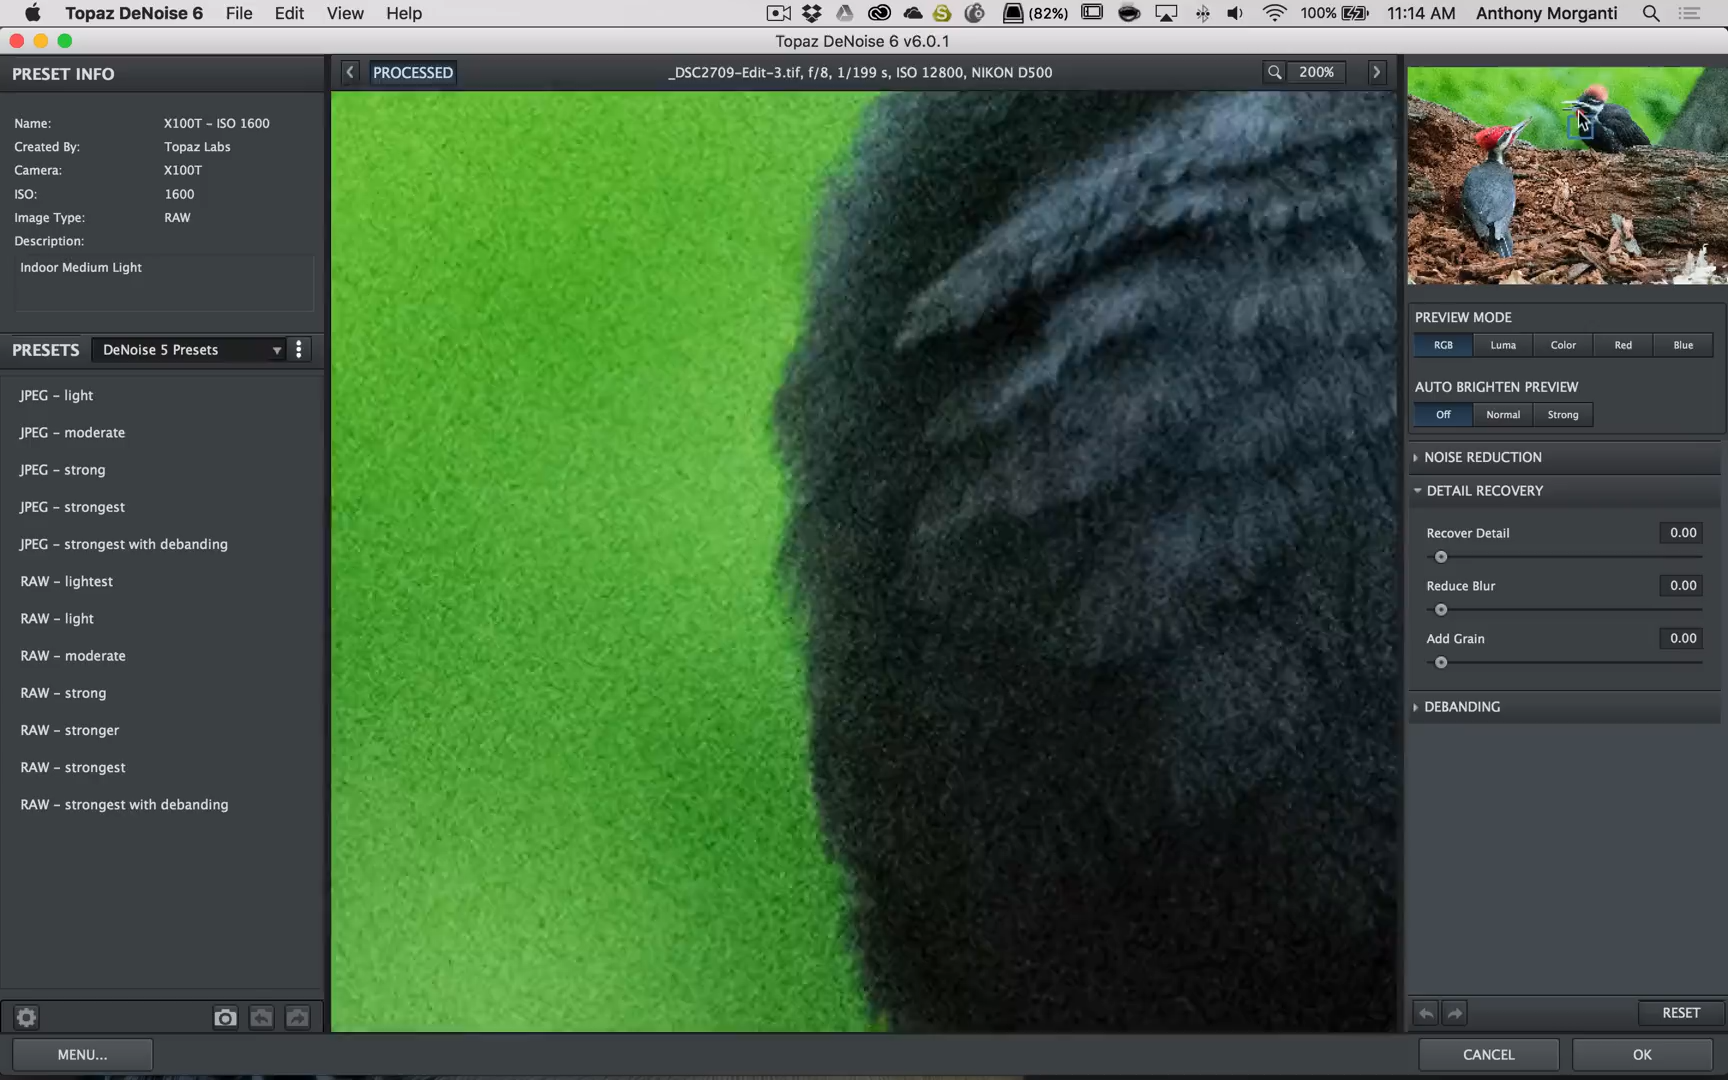 Topaz DeNoise 6 File Edit View Help (82%) 100% 11:14 AM Anthony Morganti
Topaz DeNoise 6 v6.0.1
PRESET INFO
Name: X100T – ISO 1600
Created By: Topaz Labs
Camera: X100T
ISO: 1600
Image Type: RAW
Description:
Indoor Medium Light
PRESETS DeNoise 5 Presets
JPEG – light
JPEG – moderate
JPEG – strong
JPEG – strongest
JPEG – strongest with debanding
RAW – lightest
RAW – light
RAW – moderate
RAW – strong
RAW – stronger
RAW – strongest
RAW – strongest with debanding
MENU...
PROCESSED _DSC2709-Edit-3.tif, f/8, 1/199 s, ISO 12800, NIKON D500 200%
PREVIEW MODE
RGB Luma Color Red Blue
AUTO BRIGHTEN PREVIEW
Off Normal Strong
NOISE REDUCTION
DETAIL RECOVERY
Recover Detail 0.00
Reduce Blur 0.00
Add Grain 0.00
DEBANDING
RESET
CANCEL OK